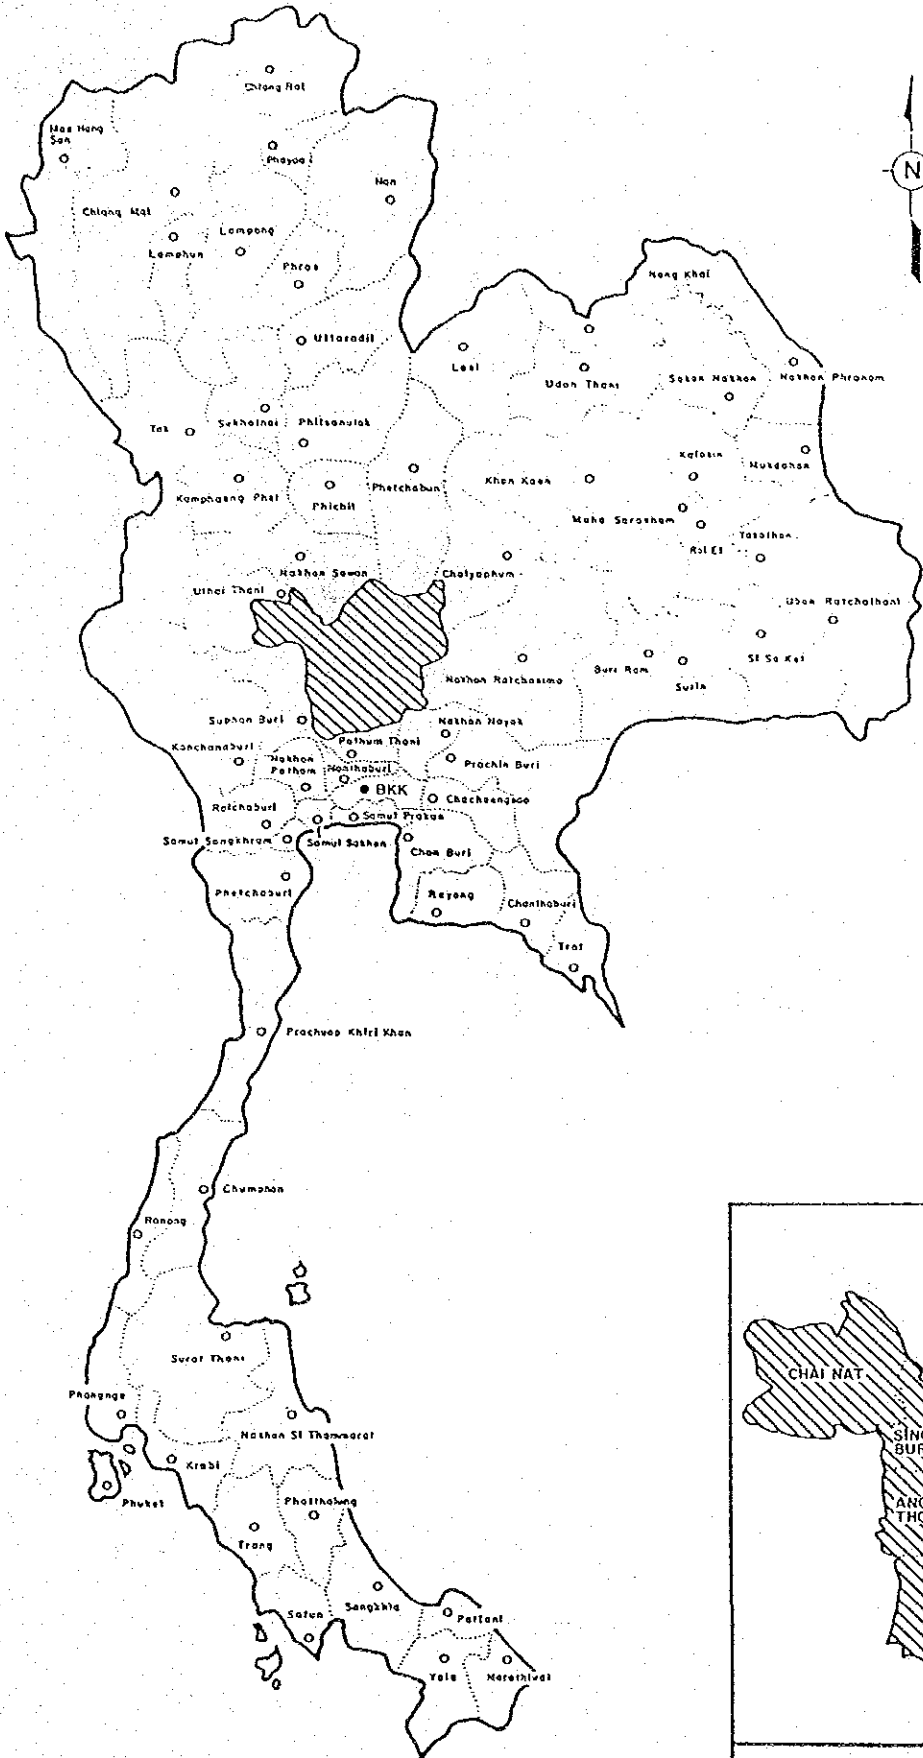 Chiang Rai
Mae Hong
Son
Phayao
Nan
Chiang Mai
Lamphun
Lampang
Phrae
Uttaradit
Nong Khai
Loei
Udon Thani
Sakon Nakhon
Nakhon Phranom
Tak
Sukhothai
Phitsanulok
Kalasin
Mukdahan
Kamphaeng Phet
Phichit
Phetchabun
Khon Kaen
Maha Sarakham
Roi Et
Yasothon
Nakhon Sawan
Chaiyaphum
Uthai Thani
Ubon Ratchathani
Nakhon Ratchasima
Buri Ram
Surin
Si Sa Ket
Suphan Buri
Nakhon Nayok
Pathum Thani
Kanchanaburi
Nakhon
Pathom
Nonthaburi
Prachin Buri
BKK
Chachoengsao
Ratchaburi
Samut Prakan
Samut Songkhram
Samut Sakhon
Chon Buri
Phetchaburi
Rayong
Chanthaburi
Trat
Prachuap Khiri Khan
Chumphon
Ranong
Surat Thani
Phangnga
Nakhon Si Thammarat
Krabi
Phuket
Phatthalung
Trang
Songkhla
Satun
Pattani
Yala
Narathiwat
N
CHAI NAT
SING
BUR
ANG
THO